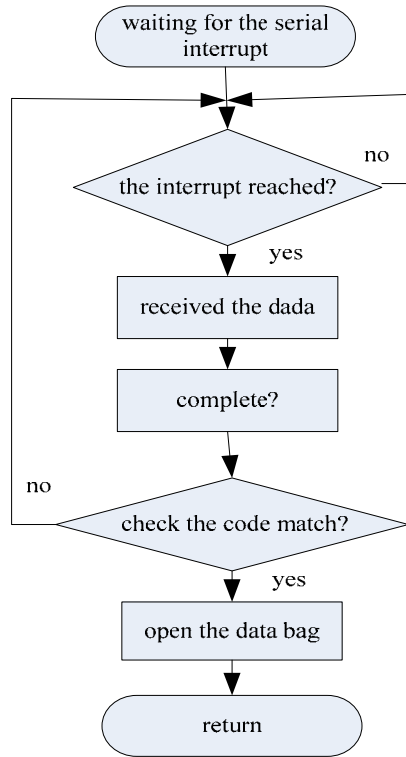 waiting for the serial
interrupt
no
the interrupt reached?
yes
received the dada
complete?
no
check the code match?
yes
open the data bag
return